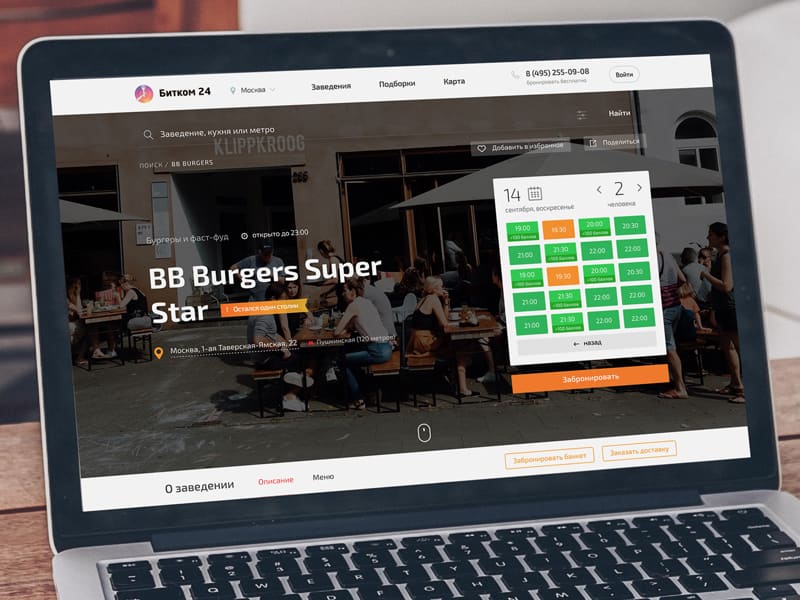 Битком 24
Москва
Заведения
Подборки
Карта
8 (495) 255-09-08
бронировать бесплатно
Войти
Заведение, кухня или метро
Найти
KLIPPKROOG
ПОИСК / BB BURGERS
Добавить в избранное
Поделиться
Бургеры и фаст-фуд
открыто до 23:00
BB Burgers Super
Star
! Остался один столик
Москва, 1-ая Таверская-Ямская, 22
Пушкинская (120 метров)
14
сентября, воскресенье
2
человека
19:00 +100 баллов
19:30
20:00 +100 баллов
20:30
21:00
21:30 +100 баллов
22:00
22:00
19:00 +100 баллов
19:30
20:00 +100 баллов
20:30
21:00
21:30 +100 баллов
22:00
22:00
21:00
21:30 +100 баллов
22:00
22:00
← назад
Забронировать
О заведении
Описание
Меню
Забронировать банкет
Заказать доставку